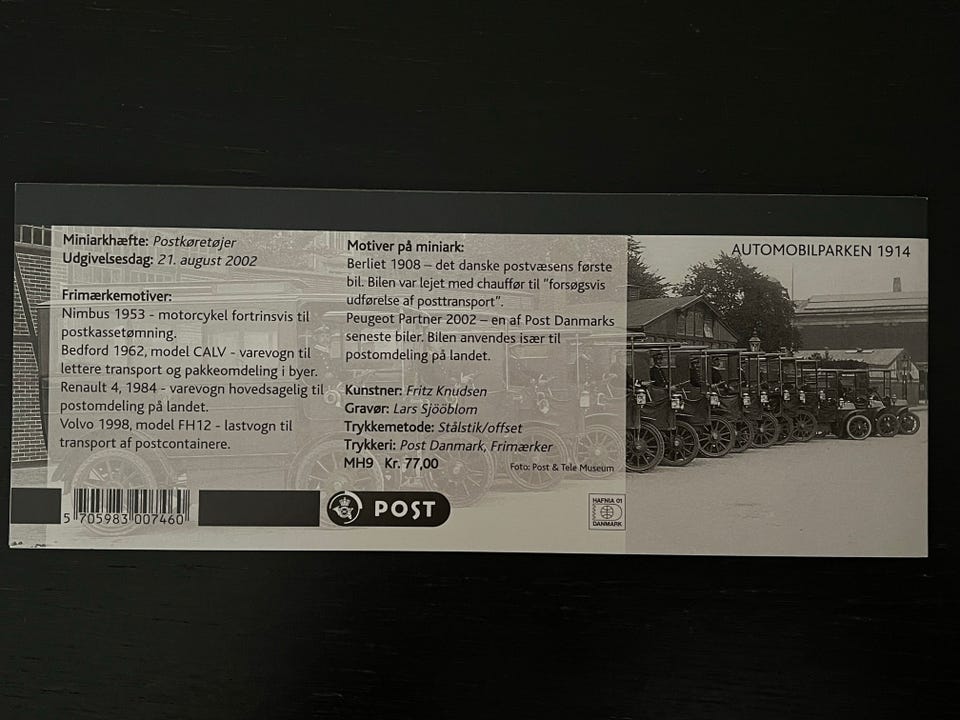 Miniarkhæfte: Postkøretøjer
Udgivelsesdag: 21. august 2002
Frimærkemotiver:
Nimbus 1953 - motorcykel fortrinsvis til
postkassetømning.
Bedford 1962, model CALV - varevogn til
lettere transport og pakkeomdeling i byer.
Renault 4, 1984 - varevogn hovedsagelig til
postomdeling på landet.
Volvo 1998, model FH12 - lastvogn til
transport af postcontainere.
5 705983 007460
Motiver på miniark:
Berliet 1908 – det danske postvæsens første
bil. Bilen var lejet med chauffør til "forsøgsvis
udførelse af posttransport".
Peugeot Partner 2002 – en af Post Danmarks
seneste biler. Bilen anvendes især til
postomdeling på landet.
Kunstner: Fritz Knudsen
Gravør: Lars Sjööblom
Trykkemetode: Stålstik/offset
Trykkeri: Post Danmark, Frimærker
MH9 Kr. 77,00
Foto: Post & Tele Museum
POST
HAFNIA 01
DANMARK
AUTOMOBILPARKEN 1914